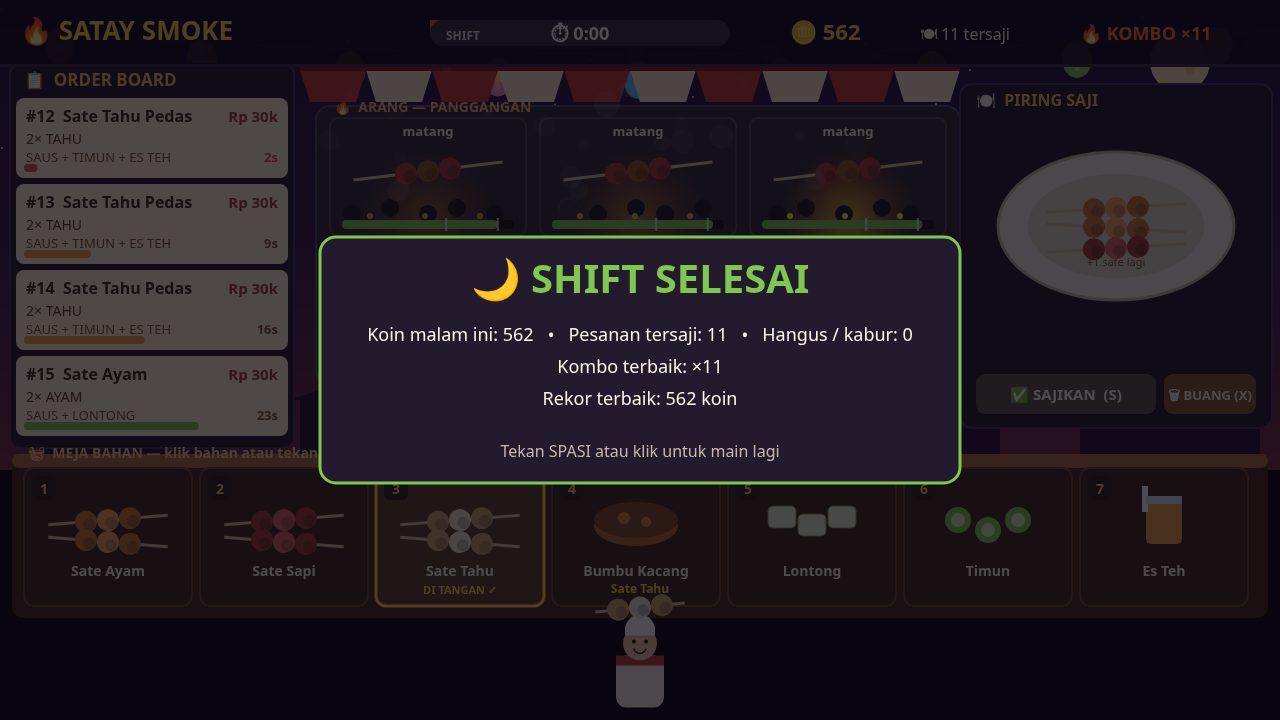 🔥 SATAY SMOKE
SHIFT ⏱ 0:00
🪙 562
🍽 11 tersaji
🔥 KOMBO ×11
📋 ORDER BOARD
#12 Sate Tahu Pedas Rp 30k
2× TAHU
SAUS + TIMUN + ES TEH 2s
#13 Sate Tahu Pedas Rp 30k
2× TAHU
SAUS + TIMUN + ES TEH 9s
#14 Sate Tahu Pedas Rp 30k
2× TAHU
SAUS + TIMUN + ES TEH 16s
#15 Sate Ayam Rp 30k
2× AYAM
SAUS + LONTONG 23s
🔥 ARANG — PANGGANGAN
matang matang matang
🍽 PIRING SAJI
+1 sate lagi
✅ SAJIKAN (S)
🗑 BUANG (X)
🌙 SHIFT SELESAI
Koin malam ini: 562 • Pesanan tersaji: 11 • Hangus / kabur: 0
Kombo terbaik: ×11
Rekor terbaik: 562 koin
Tekan SPASI atau klik untuk main lagi
🧺 MEJA BAHAN — klik bahan atau tekan
1 2 3 4 5 6 7
Sate Ayam Sate Sapi Sate Tahu Bumbu Kacang Lontong Timun Es Teh
DI TANGAN ✓
Sate Tahu